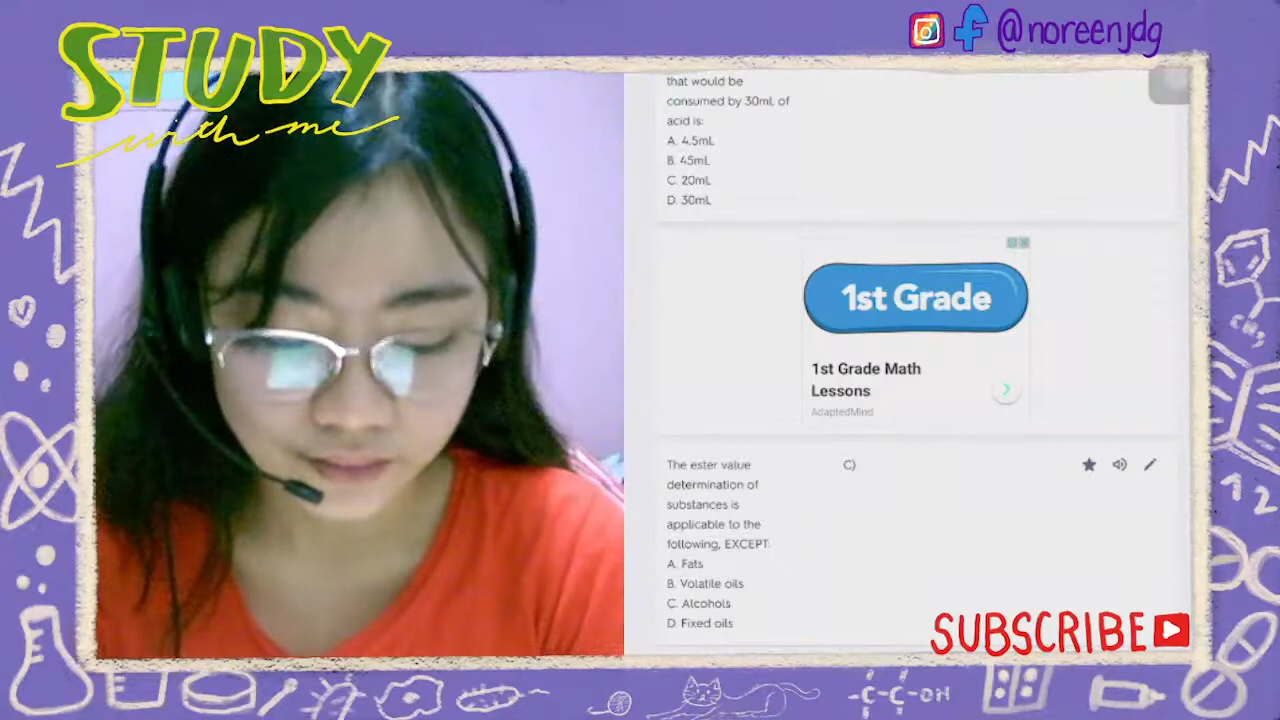 STUDY
with me
@noreenjdg
that would be
consumed by 30mL of
acid is:
A. 4.5mL
B. 45mL
C. 20mL
D. 30mL
1st Grade
1st Grade Math
Lessons
AdaptedMind
The ester value
determination of
substances is
applicable to the
following, EXCEPT:
A. Fats
B. Volatile oils
C. Alcohols
D. Fixed oils
C)
SUBSCRIBE
CH₃
12
-C-C-OH